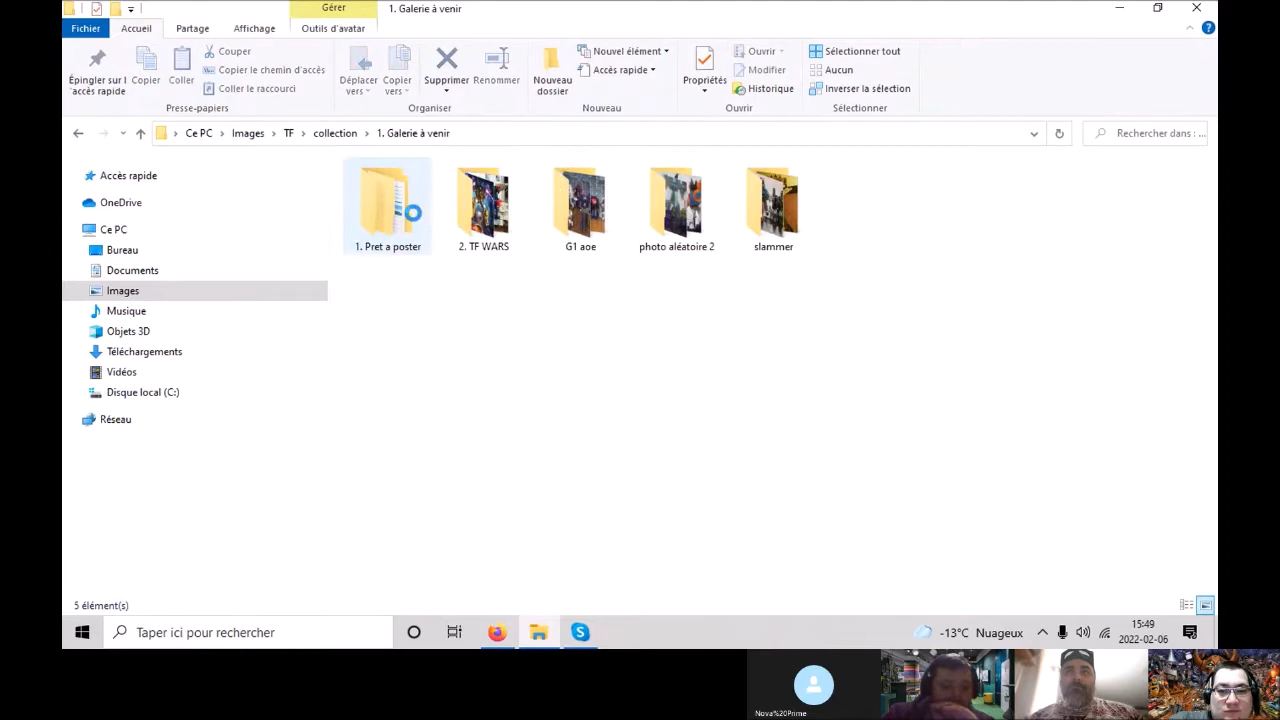 Gérer
1. Galerie à venir
Fichier
Accueil
Partage
Affichage
Outils d'avatar
Épingler sur l'accès rapide
Copier
Coller
Couper
Copier le chemin d'accès
Coller le raccourci
Presse-papiers
Déplacer vers
Copier vers
Supprimer
Renommer
Organiser
Nouveau dossier
Nouvel élément
Accès rapide
Nouveau
Propriétés
Ouvrir
Modifier
Historique
Ouvrir
Sélectionner tout
Aucun
Inverser la sélection
Sélectionner
Ce PC > Images > TF > collection > 1. Galerie à venir
Rechercher dans : ...
Accès rapide
OneDrive
Ce PC
Bureau
Documents
Images
Musique
Objets 3D
Téléchargements
Vidéos
Disque local (C:)
Réseau
1. Pret a poster
2. TF WARS
G1 aoe
photo aléatoire 2
slammer
5 élément(s)
Taper ici pour rechercher
-13°C Nuageux
15:49
2022-02-06
Nova%20Prime